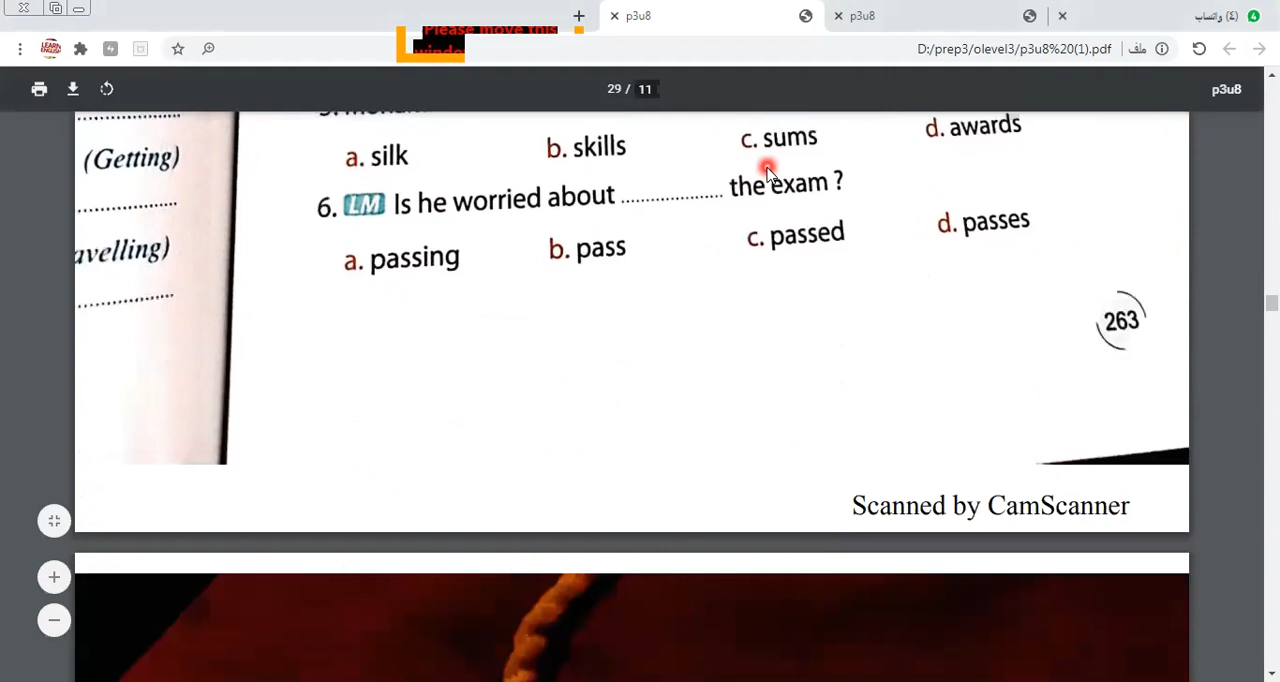 p3u8
p3u8
(٤) واتساب
Please move this
D:/prep3/olevel3/p3u8%20(1).pdf
ملف
29 / 11
p3u8
(Getting)
avelling)
a. silk b. skills c. sums d. awards
6. LM Is he worried about .................... the exam ?
a. passing b. pass c. passed d. passes
263
Scanned by CamScanner